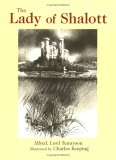 The
Lady of Shalott
Alfred, Lord Tennyson
Illustrated by Charles Keeping